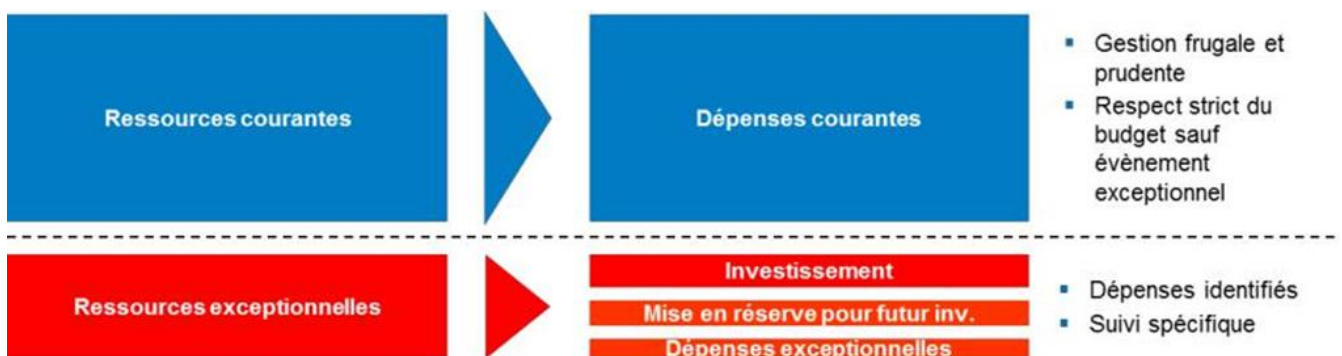 Ressources courantes
Dépenses courantes
Gestion frugale et
prudente
Respect strict du
budget sauf
évènement
exceptionnel
Ressources exceptionnelles
Investissement
Mise en réserve pour futur inv.
Dépenses exceptionnelles
Dépenses identifiés
Suivi spécifique